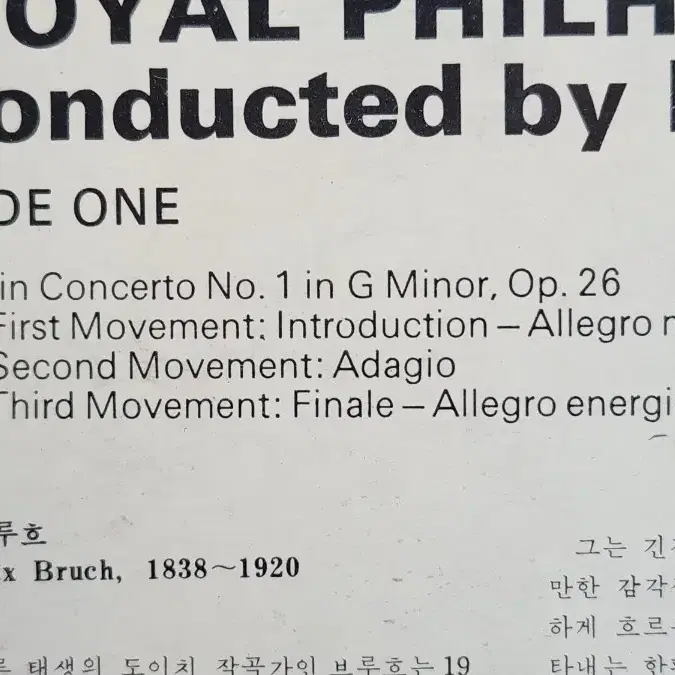 OYAL PHILH
onducted by
DE ONE
in Concerto No. 1 in G Minor, Op. 26
First Movement: Introduction – Allegro
Second Movement: Adagio
Third Movement: Finale – Allegro energi
루흐
x Bruch, 1838~1920
태생의 도이치 작곡가인 브루흐는 19
그는 긴
만한 감각
하게 흐르
타내는